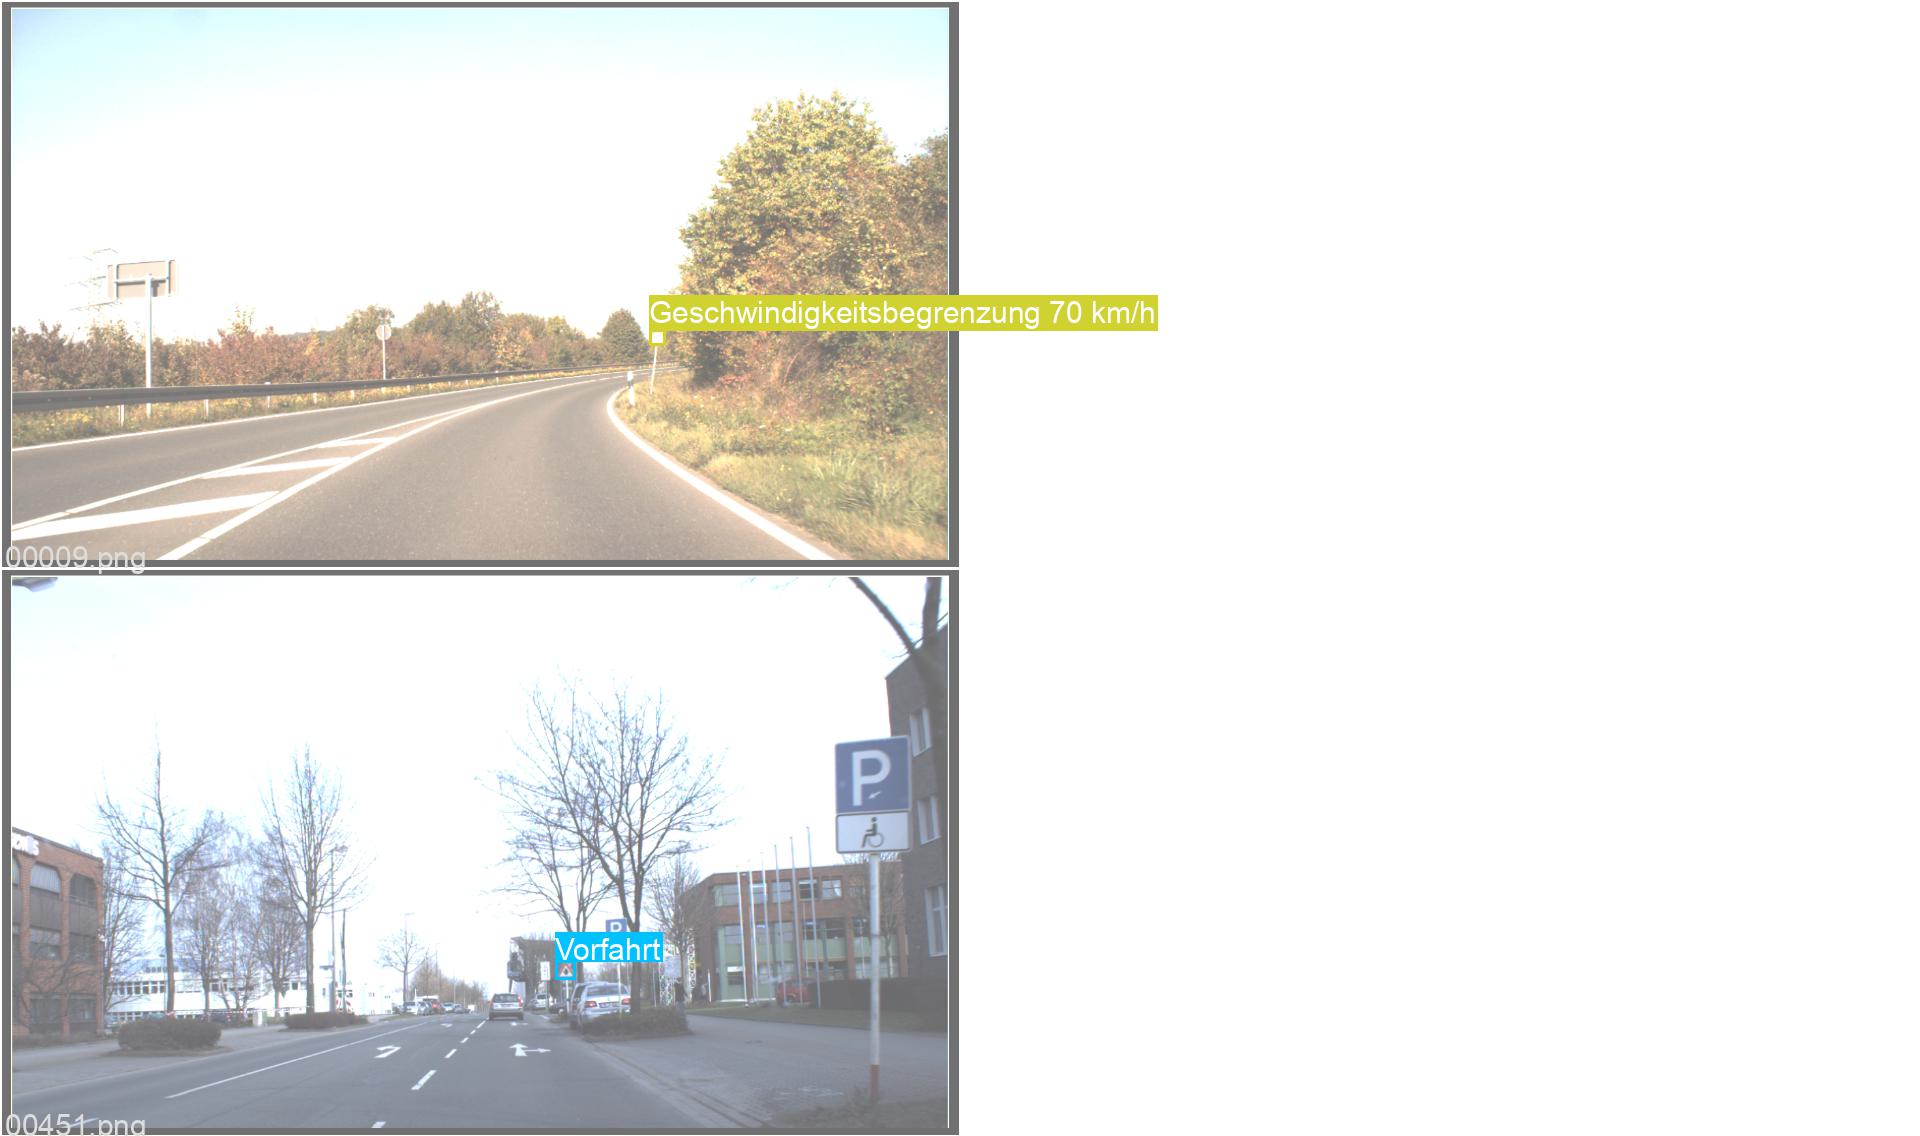 Geschwindigkeitsbegrenzung 70 km/h
00009.png
P
P
Vorfahrt
00451.png